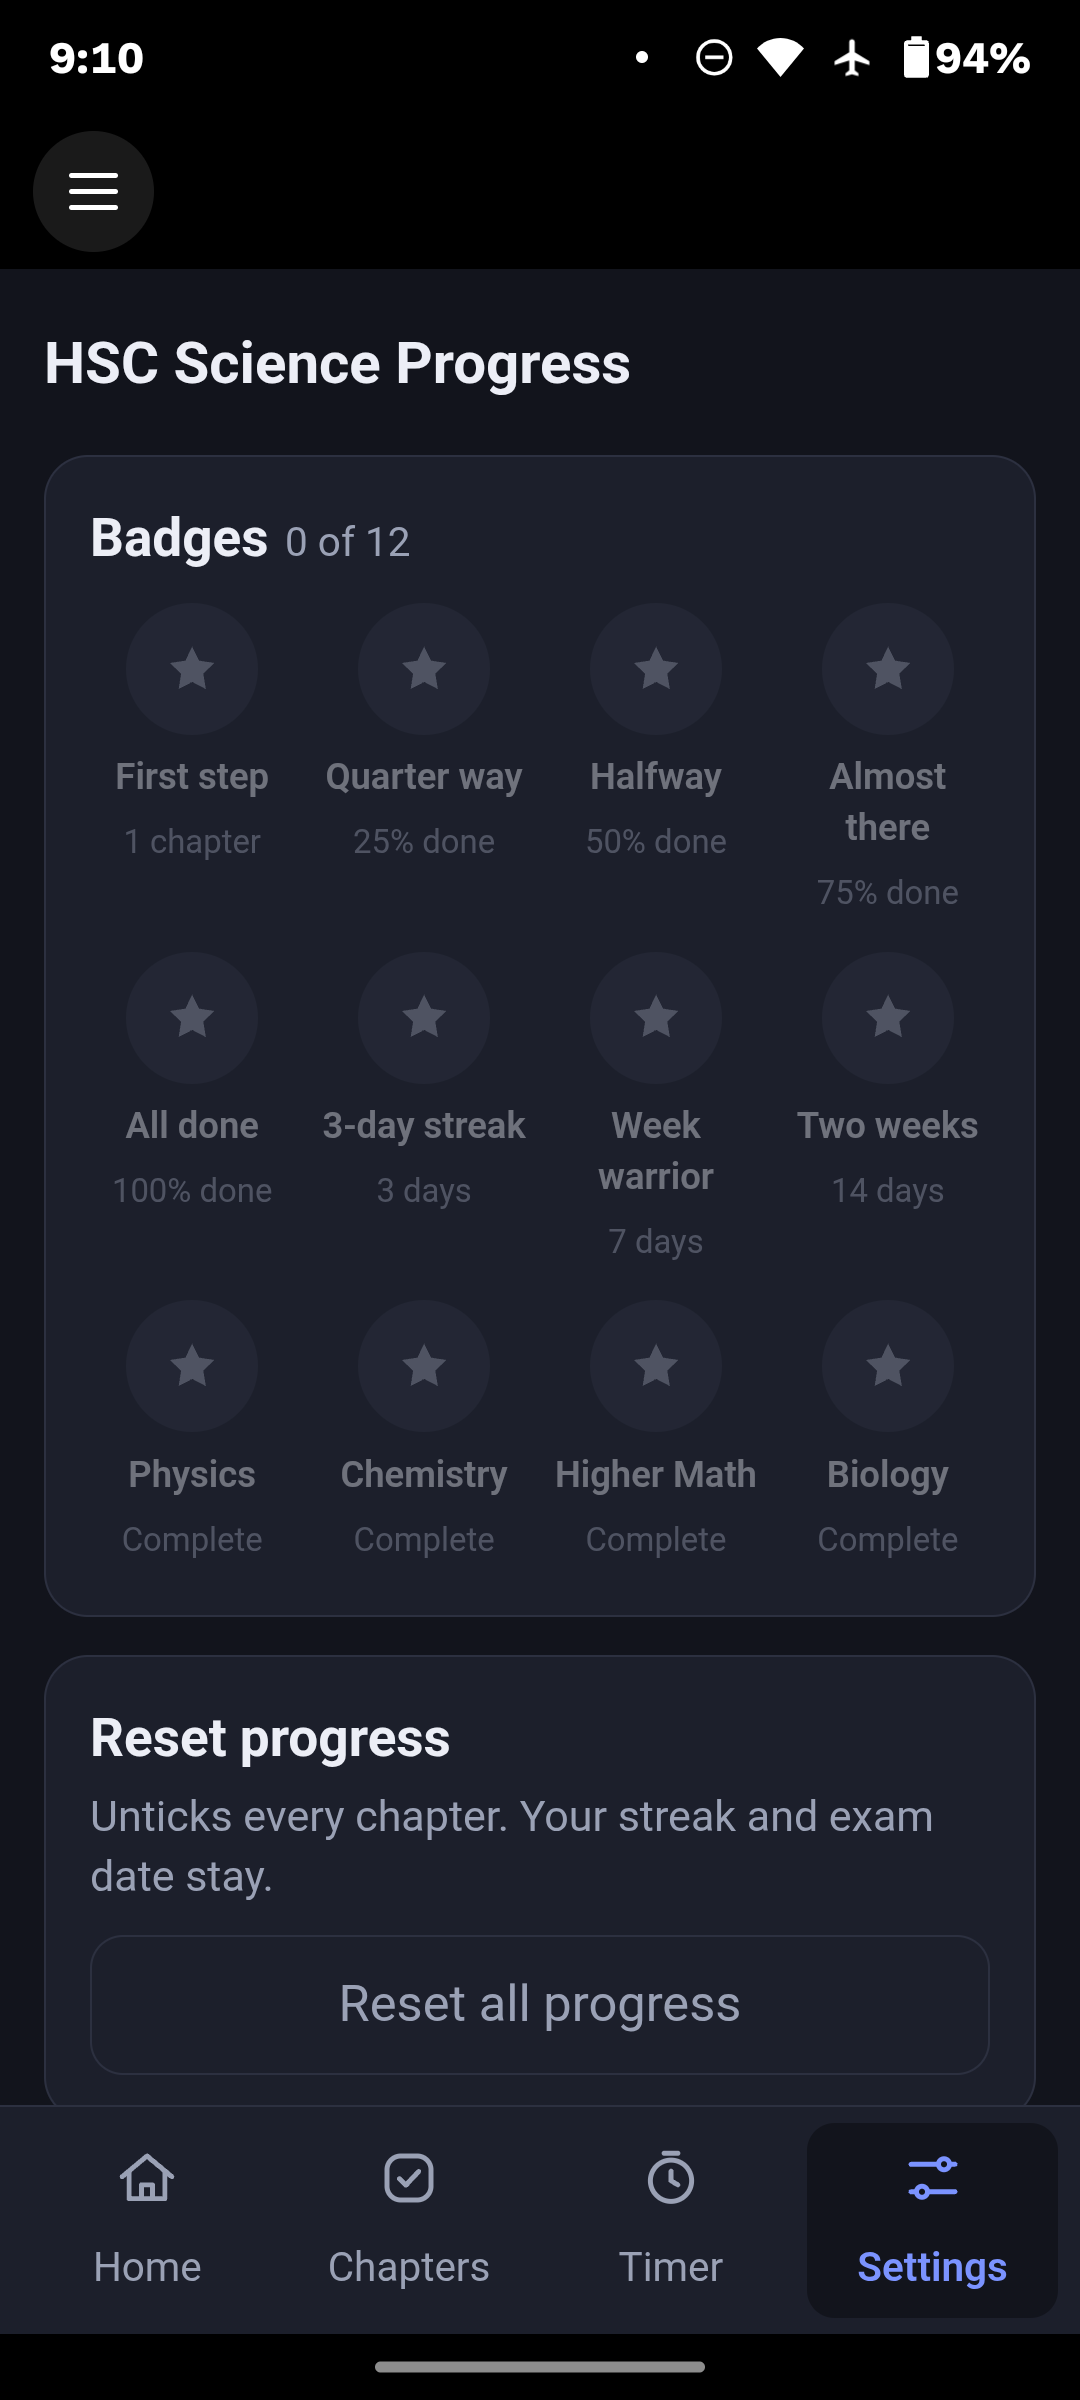 9:10
94%
HSC Science Progress
Badges 0 of 12
First step
1 chapter
Quarter way
25% done
Halfway
50% done
Almost
there
75% done
All done
100% done
3-day streak
3 days
Week
warrior
7 days
Two weeks
14 days
Physics
Complete
Chemistry
Complete
Higher Math
Complete
Biology
Complete
Reset progress
Unticks every chapter. Your streak and exam
date stay.
Reset all progress
Home
Chapters
Timer
Settings